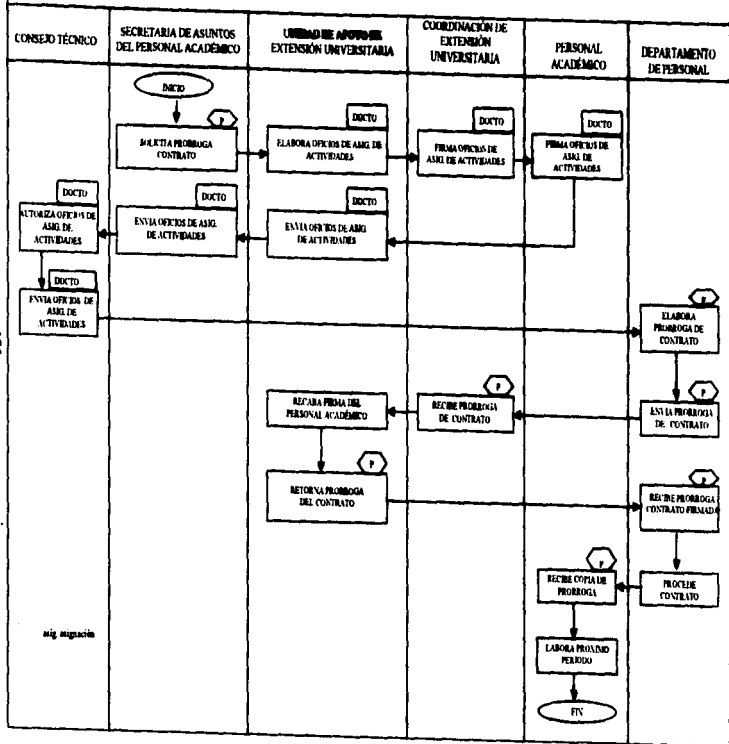 CONSEJO TÉCNICO
SECRETARIA DE ASUNTOS
DEL PERSONAL ACADÉMICO
UNIDAD DE
EXTENSIÓN UNIVERSITARIA
COORDINACIÓN DE
EXTENSIÓN
UNIVERSITARIA
PERSONAL
ACADÉMICO
DEPARTAMENTO
DE PERSONAL
INICIO
P
SOLICITA PRORROGA
CONTRATO
DOCTO
ELABORA OFICIOS DE ASIG. DE
ACTIVIDADES
DOCTO
FIRMA OFICIOS DE
ASIG. DE ACTIVIDADES
DOCTO
FIRMA OFICIOS DE
ASIG. DE
ACTIVIDADES
DOCTO
AUTORIZA OFICIOS DE
ASIG. DE
ACTIVIDADES
DOCTO
ENVIA OFICIOS DE ASIG.
DE ACTIVIDADES
DOCTO
ENVIA OFICIOS DE ASIG.
DE ACTIVIDADES
DOCTO
ENVIA OFICIOS DE
ASIG. DE
ACTIVIDADES
P
ELABORA
PRORROGA DE
CONTRATO
RECABA FIRMA DEL
PERSONAL ACADÉMICO
P
RECIBE PRORROGA
DE CONTRATO
P
ENVIA PRORROGA
DE CONTRATO
P
RETORNA PRORROGA
DEL CONTRATO
P
RECIBE PRORROGA
CONTRATO FIRMADA
P
RECIBE COPIA DE
PRORROGA
PROCEDE
CONTRATO
asig. asignación
LABORA PROXIMO
PERIODO
FIN